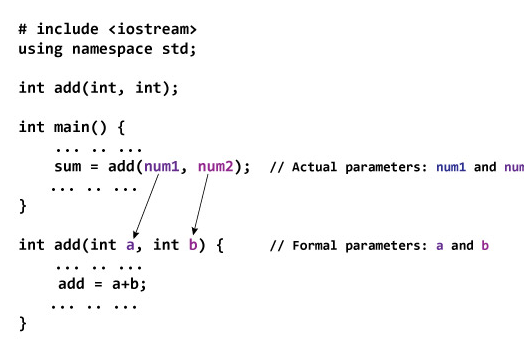 # include <iostream>
using namespace std;
int add(int, int);
int main() {
... .. ...
sum = add(num1, num2); // Actual parameters: num1 and num
... .. ...
}
int add(int a, int b) { // Formal parameters: a and b
... .. ...
add = a+b;
... .. ...
}